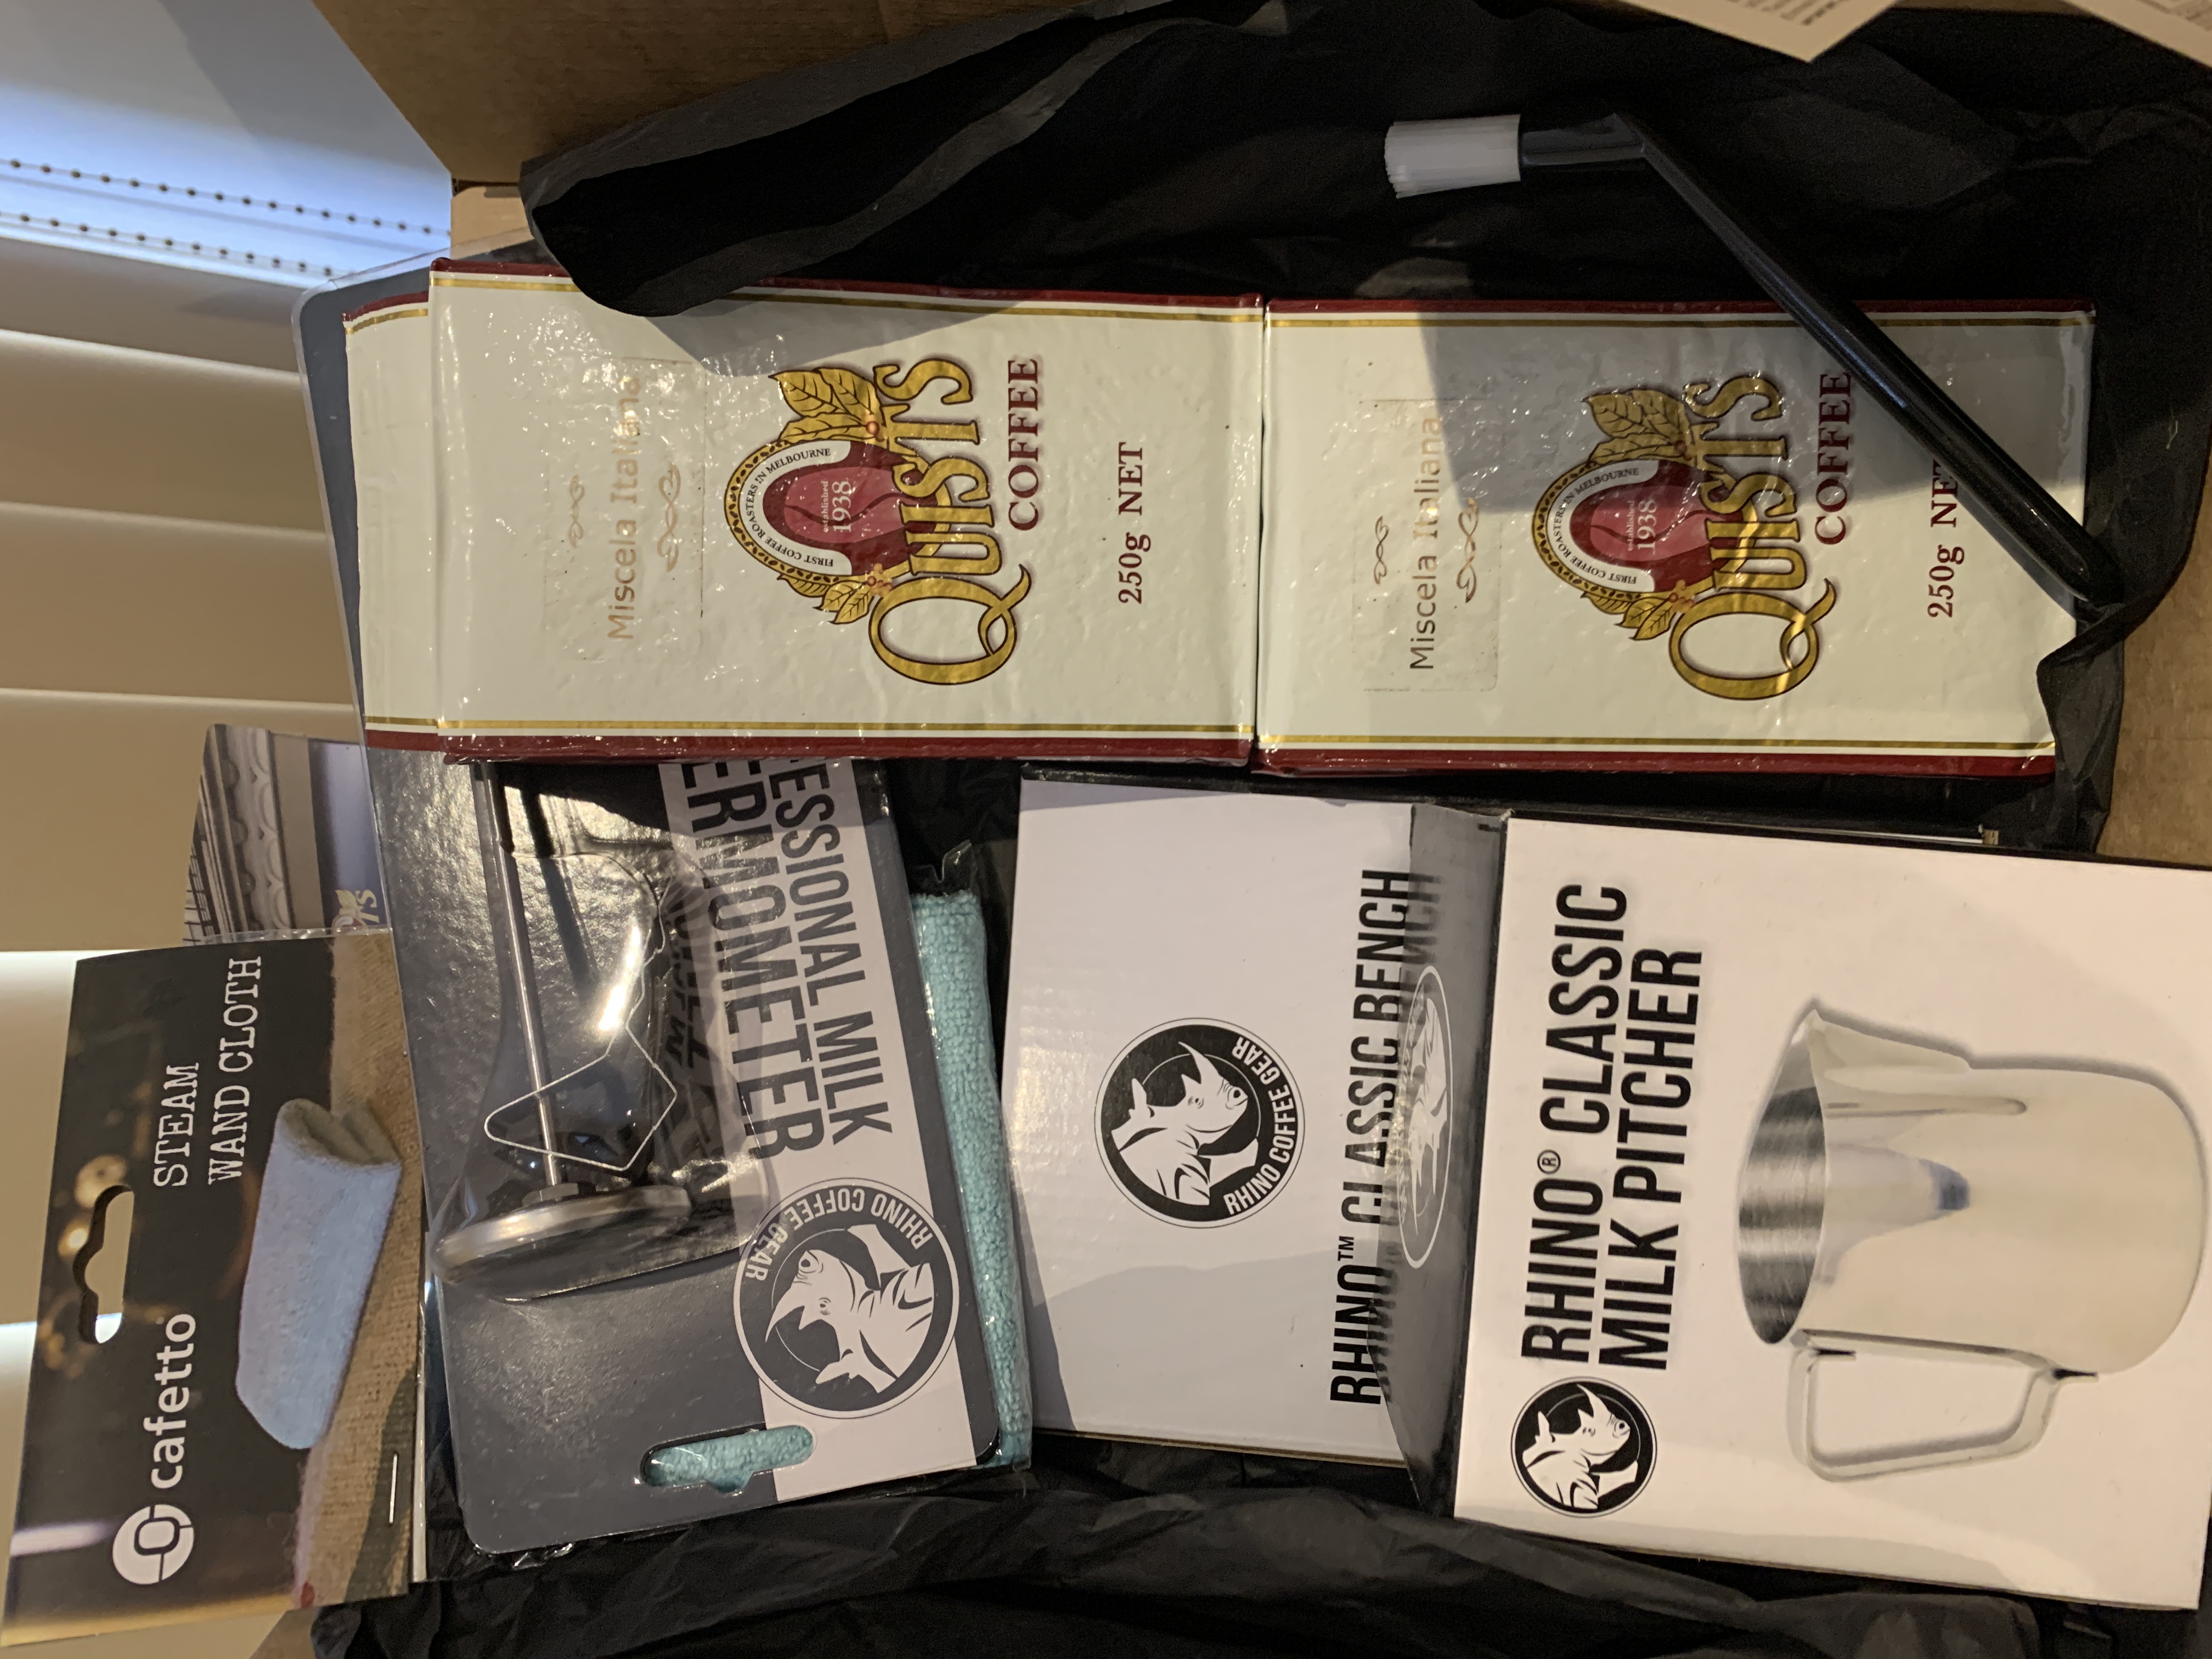 cafetto
STEAM
WAND CLOTH
RHINO COFFEE GEAR
ESSIONAL MILK
ERMOMETER
Miscela Italiana
FIRST COFFEE ROASTERS IN MELBOURNE
established
1938
QUISTS
COFFEE
250g NET
Miscela Italiana
FIRST COFFEE ROASTERS IN MELBOURNE
established
1938
QUISTS
COFFEE
250g NET
RHINO COFFEE GEAR
RHINO™ CLASSIC BENCH
RHINO® CLASSIC
MILK PITCHER